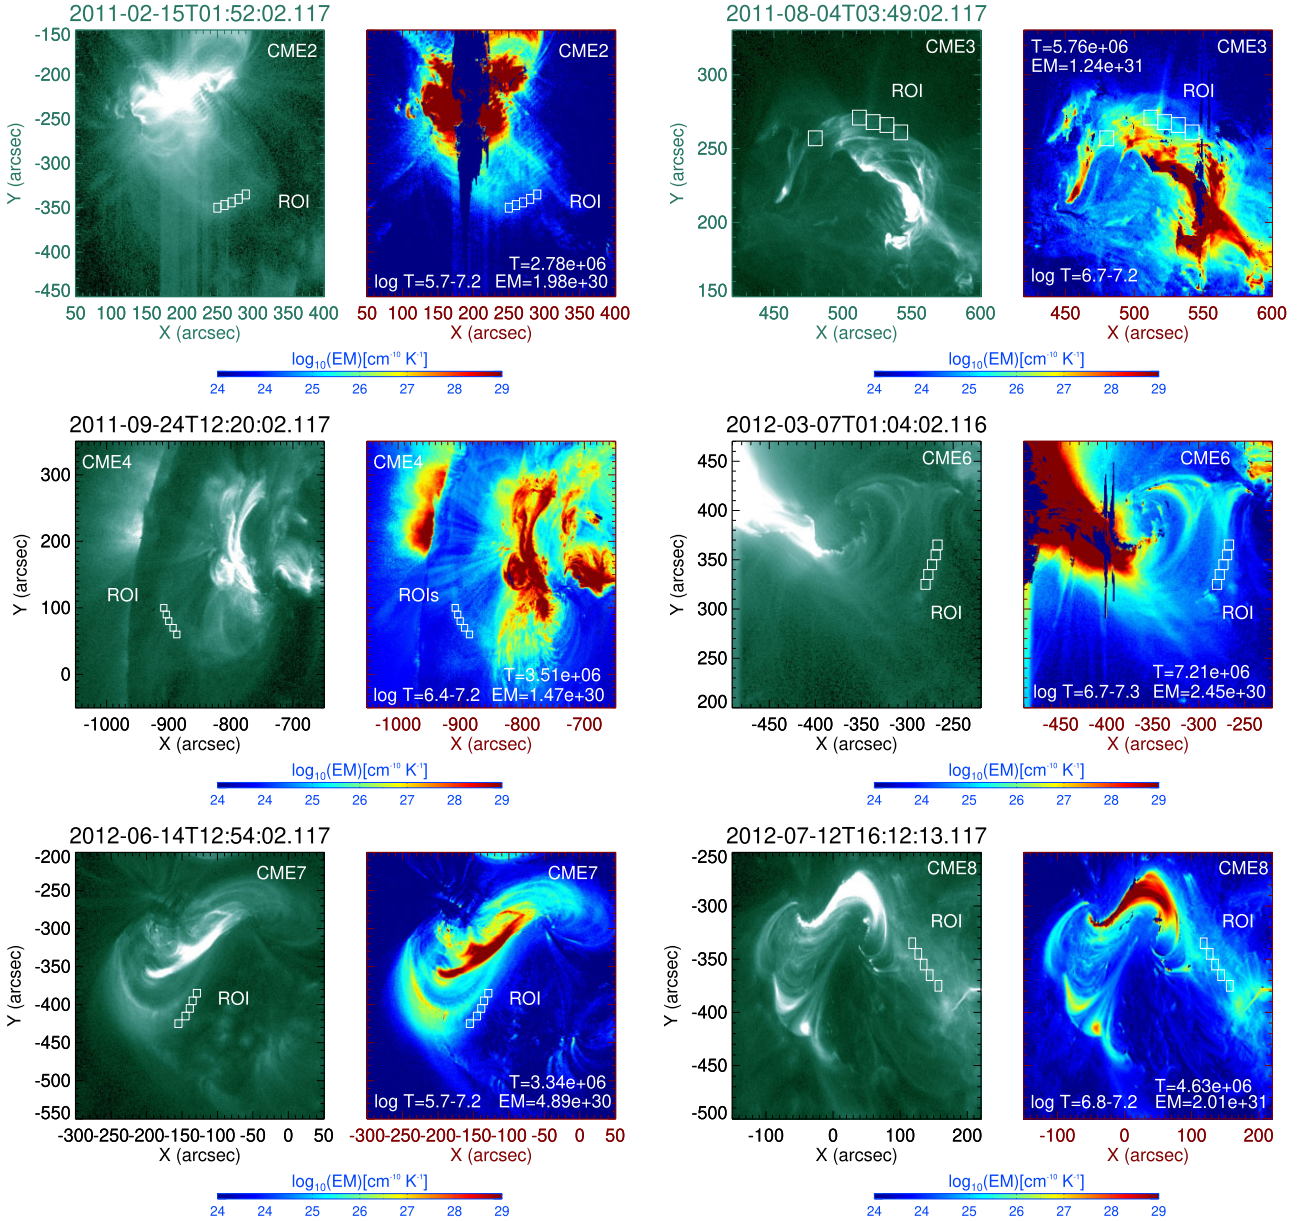 2011-02-15T01:52:02.117
2011-08-04T03:49:02.117
-150
-200
-250
-300
-350
-400
-450
Y (arcsec)
CME2
ROI
50 100 150 200 250 300 350 400
X (arcsec)
CME2
ROI
T=2.78e+06
log T=5.7-7.2 EM=1.98e+30
50 100 150 200 250 300 350 400
X (arcsec)
log10(EM)[cm-10 K-1]
24 24 25 26 27 28 29
300
250
200
150
Y (arcsec)
CME3
ROI
450 500 550 600
X (arcsec)
T=5.76e+06 CME3
EM=1.24e+31
ROI
log T=6.7-7.2
450 500 550 600
X (arcsec)
log10(EM)[cm-10 K-1]
24 24 25 26 27 28 29
2011-09-24T12:20:02.117
2012-03-07T01:04:02.116
300
200
100
0
Y (arcsec)
CME4
ROI
-1000 -900 -800 -700
X (arcsec)
CME4
ROIs
T=3.51e+06
log T=6.4-7.2 EM=1.47e+30
-1000 -900 -800 -700
X (arcsec)
log10(EM)[cm-10 K-1]
24 24 25 26 27 28 29
450
400
350
300
250
200
Y (arcsec)
CME6
ROI
-450 -400 -350 -300 -250
X (arcsec)
CME6
ROI
T=7.21e+06
log T=6.7-7.3 EM=2.45e+30
-450 -400 -350 -300 -250
X (arcsec)
log10(EM)[cm-10 K-1]
24 24 25 26 27 28 29
2012-06-14T12:54:02.117
2012-07-12T16:12:13.117
-200
-250
-300
-350
-400
-450
-500
-550
Y (arcsec)
CME7
ROI
-300-250-200-150-100 -50 0 50
X (arcsec)
CME7
ROI
T=3.34e+06
log T=5.7-7.2 EM=4.89e+30
-300-250-200-150-100 -50 0 50
X (arcsec)
log10(EM)[cm-10 K-1]
24 24 25 26 27 28 29
-250
-300
-350
-400
-450
-500
Y (arcsec)
CME8
ROI
-100 0 100 200
X (arcsec)
CME8
ROI
T=4.63e+06
log T=6.8-7.2 EM=2.01e+31
-100 0 100 200
X (arcsec)
log10(EM)[cm-10 K-1]
24 24 25 26 27 28 29